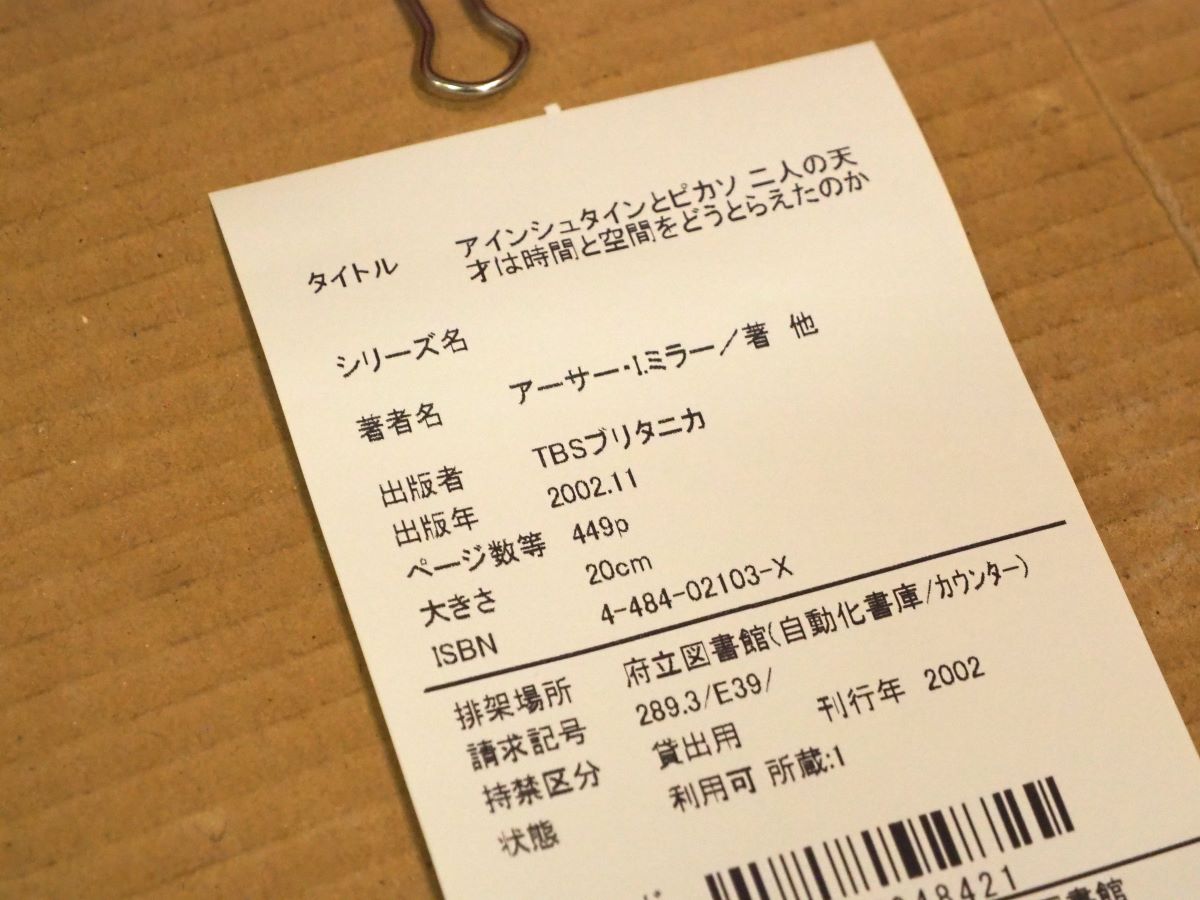 タイトル アインシュタインとピカソ 二人の天
才は時間と空間をどうとらえたのか
シリーズ名
著者名 アーサー・I.ミラー／著 他
出版者 TBSブリタニカ
出版年 2002.11
ページ数等 449p
大きさ 20cm
ISBN 4-484-02103-X
排架場所 府立図書館(自動化書庫/カウンター)
請求記号 289.3/E39/
持禁区分 貸出用 刊行年 2002
状態 利用可 所蔵:1
48421
書館